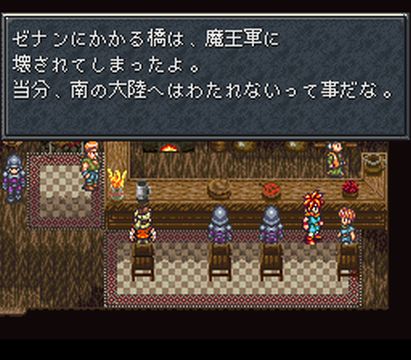 ゼナンにかかる橋は、魔王軍に
壊されてしまったよ。
当分、南の大陸へはわたれないって事だな。